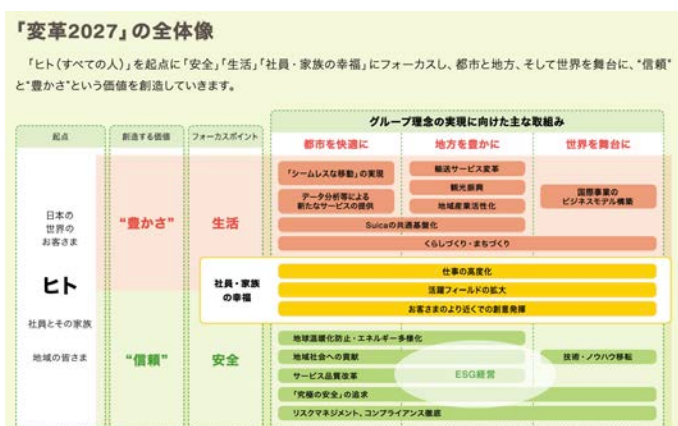 「変革2027」の全体像
「ヒト(すべての人)」を起点に「安全」「生活」「社員・家族の幸福」にフォーカスし、都市と地方、そして世界を舞台に、“信頼”
と“豊かさ”という価値を創造していきます。
グループ理念の実現に向けた主な取組み
起点
創造する価値
フォーカスポイント
都市を快適に
地方を豊かに
世界を舞台に
日本の
世界の
お客さま
ヒト
社員とその家族
地域の皆さま
“豊かさ”
生活
「シームレスな移動」の実現
データ分析等による
新たなサービスの提供
輸送サービス変革
観光振興
地域産業活性化
国際事業の
ビジネスモデル構築
Suicaの共通基盤化
くらしづくり・まちづくり
社員・家族
の幸福
仕事の高度化
活躍フィールドの拡大
お客さまのより近くでの創意発揮
“信頼”
安全
地球温暖化防止・エネルギー多様化
地域社会への貢献
サービス品質改革
ESG経営
技術・ノウハウ移転
「究極の安全」の追求
リスクマネジメント、コンプライアンス徹底